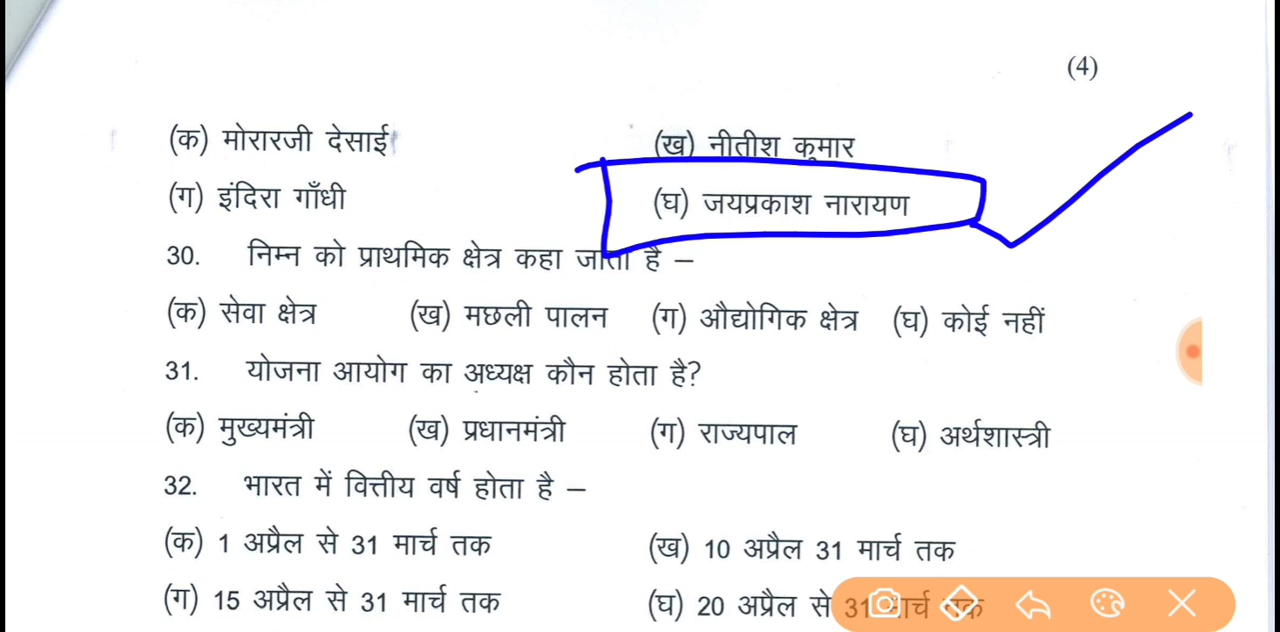 (4)
(क) मोरारजी देसाई (ख) नीतीश कुमार
(ग) इंदिरा गाँधी (घ) जयप्रकाश नारायण
30. निम्न को प्राथमिक क्षेत्र कहा जाता है –
(क) सेवा क्षेत्र (ख) मछली पालन (ग) औद्योगिक क्षेत्र (घ) कोई नहीं
31. योजना आयोग का अध्यक्ष कौन होता है?
(क) मुख्यमंत्री (ख) प्रधानमंत्री (ग) राज्यपाल (घ) अर्थशास्त्री
32. भारत में वित्तीय वर्ष होता है –
(क) 1 अप्रैल से 31 मार्च तक (ख) 10 अप्रैल 31 मार्च तक
(ग) 15 अप्रैल से 31 मार्च तक (घ) 20 अप्रैल से 31 मार्च तक